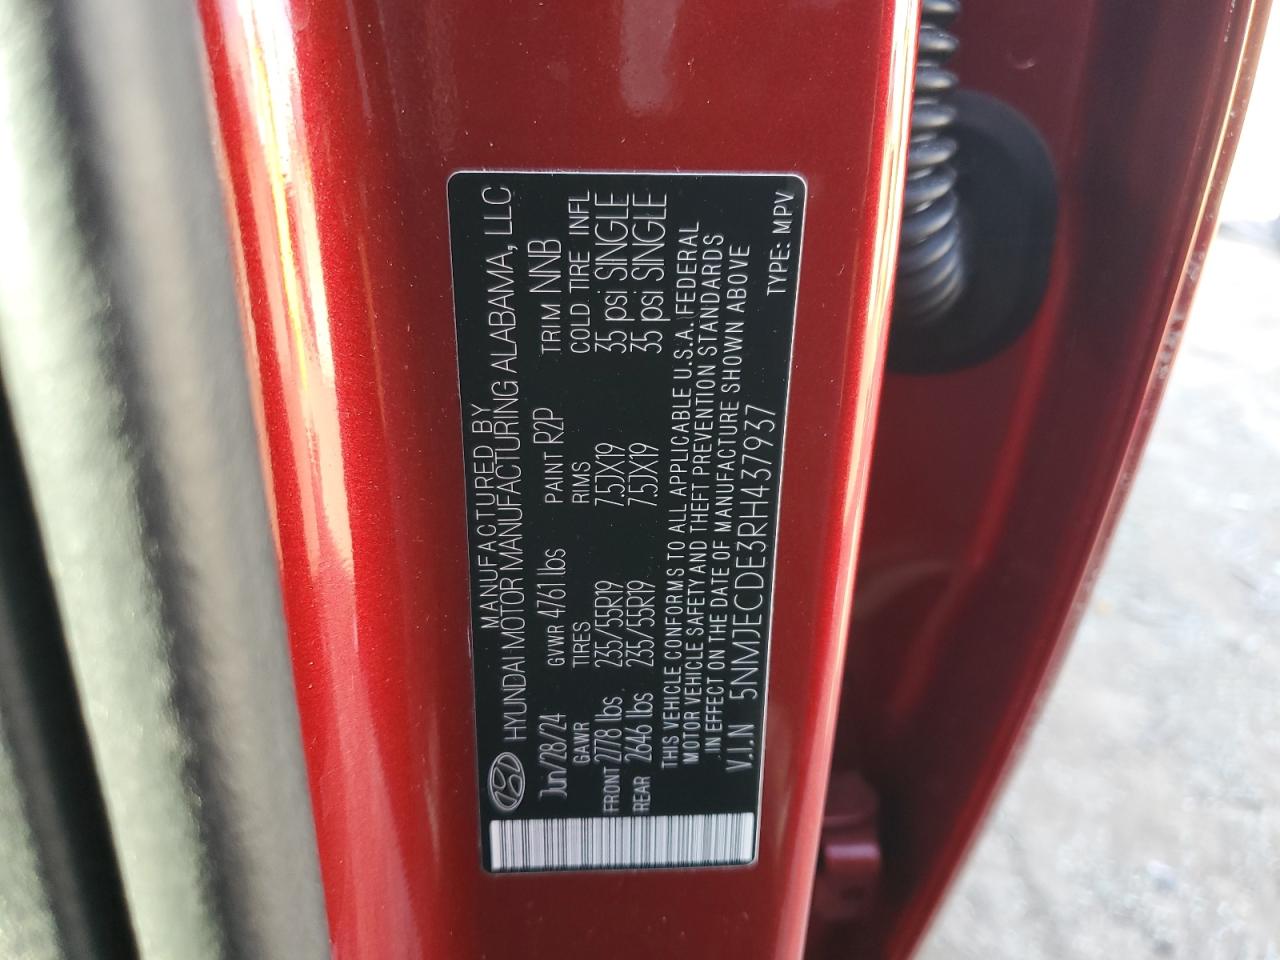 MANUFACTURED BY
HYUNDAI MOTOR MANUFACTURING ALABAMA, LLC
Jun/28/24 GVWR 4761 lbs PAINT R2P TRIM NNB
GAWR TIRES RIMS COLD TIRE INFL
FRONT 2778 lbs 235/55R19 7.5JX19 35 psi SINGLE
REAR 2646 lbs 235/55R19 7.5JX19 35 psi SINGLE
THIS VEHICLE CONFORMS TO ALL APPLICABLE U.S.A. FEDERAL
MOTOR VEHICLE SAFETY AND THEFT PREVENTION STANDARDS
IN EFFECT ON THE DATE OF MANUFACTURE SHOWN ABOVE
V.I.N 5NMJECDE3RH437937 TYPE: MPV